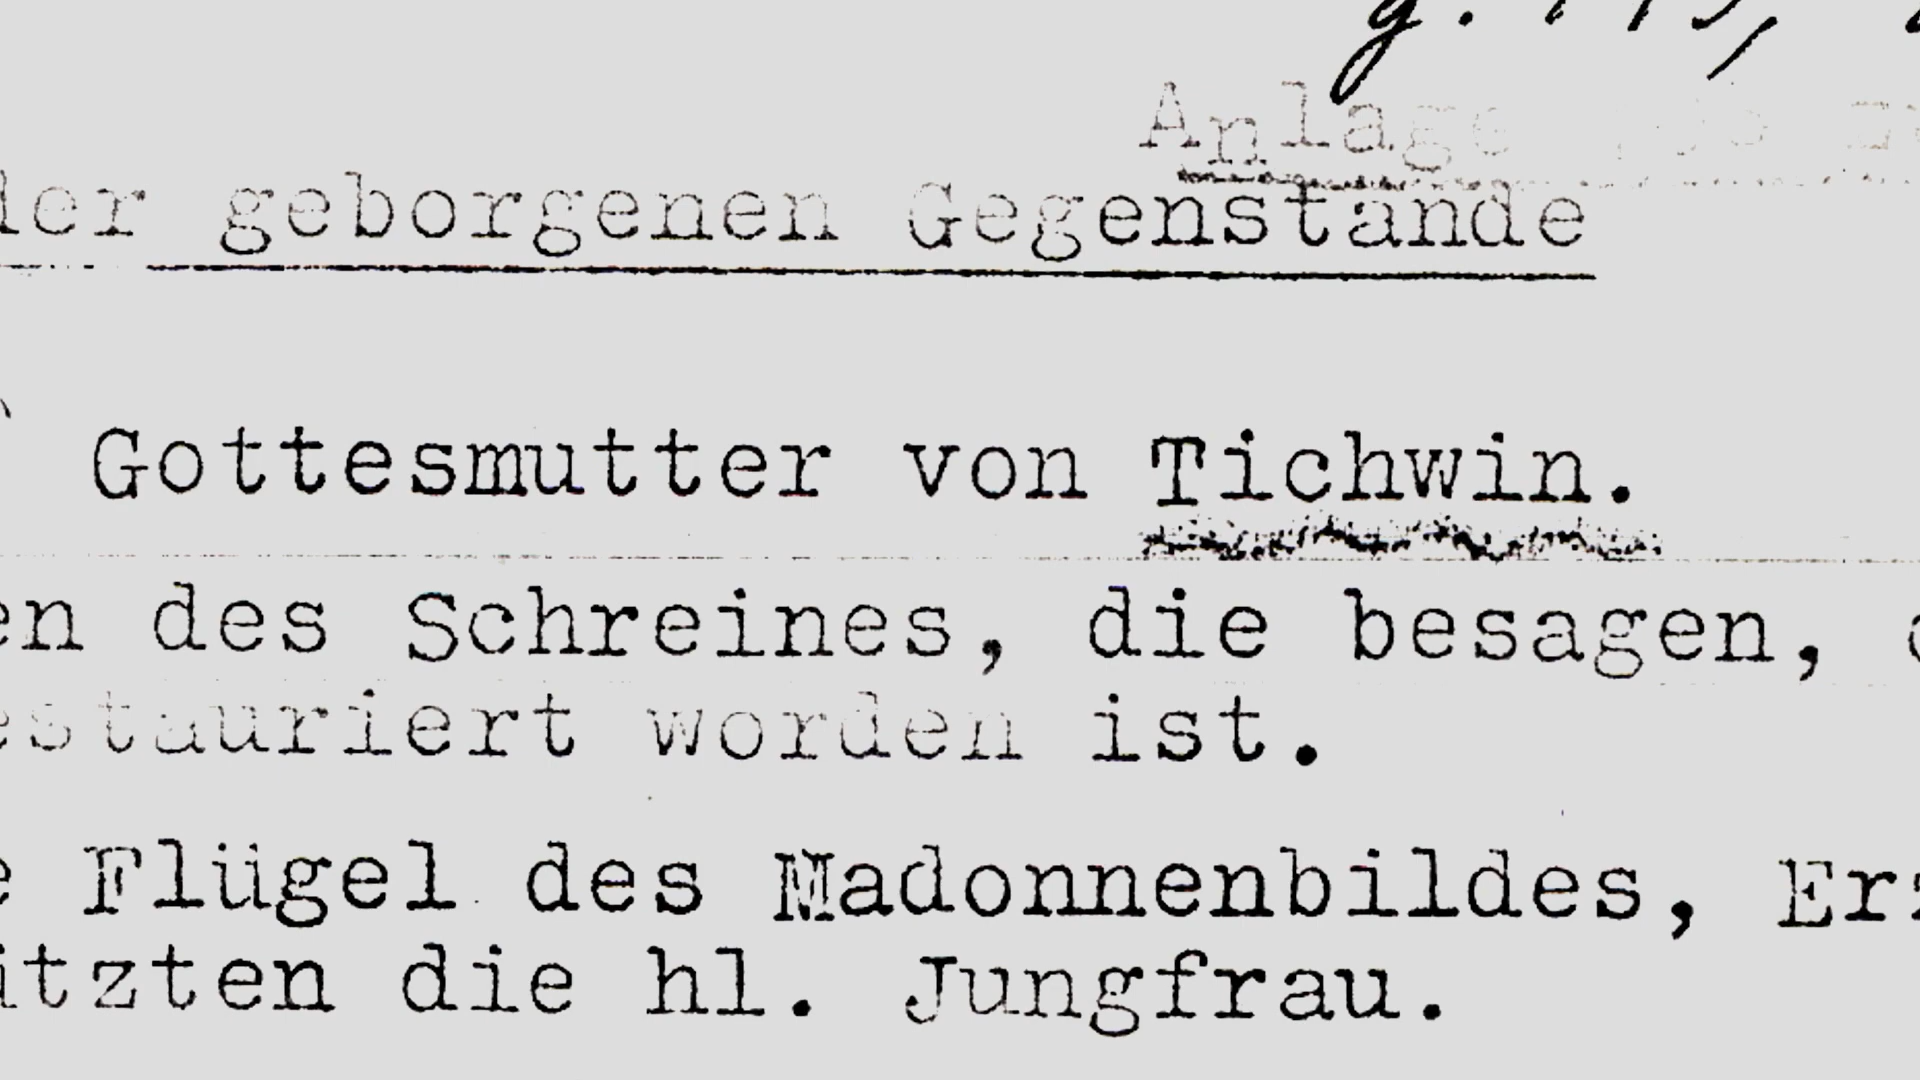 Anlage
der geborgenen Gegenstände
Gottesmutter von Tichwin.
en des Schreines, die besagen,
estauriert worden ist.
e Flügel des Madonnenbildes, Erz
itzten die hl. Jungfrau.